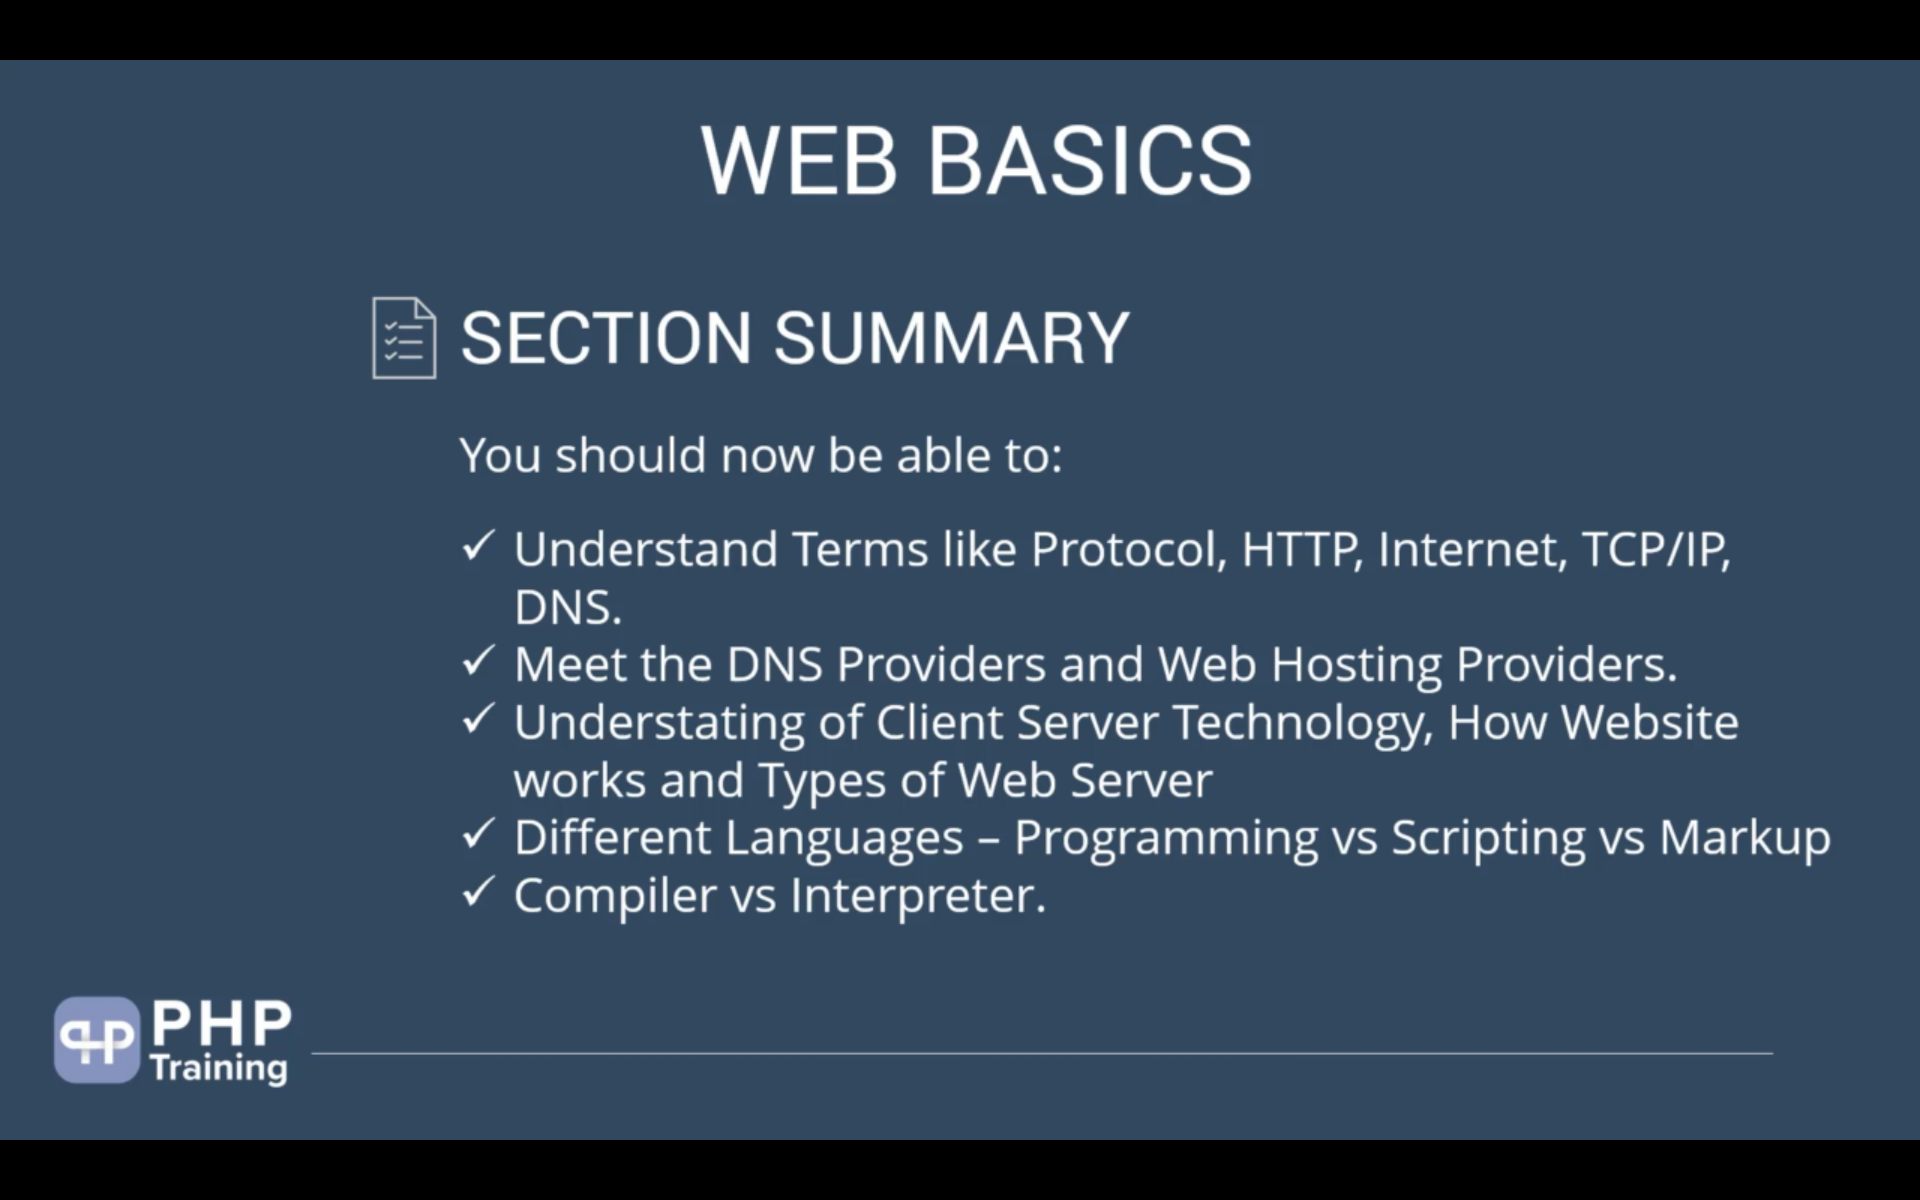 WEB BASICS
SECTION SUMMARY
You should now be able to:
✓ Understand Terms like Protocol, HTTP, Internet, TCP/IP,
DNS.
✓ Meet the DNS Providers and Web Hosting Providers.
✓ Understating of Client Server Technology, How Website
works and Types of Web Server
✓ Different Languages – Programming vs Scripting vs Markup
✓ Compiler vs Interpreter.
php PHP
Training